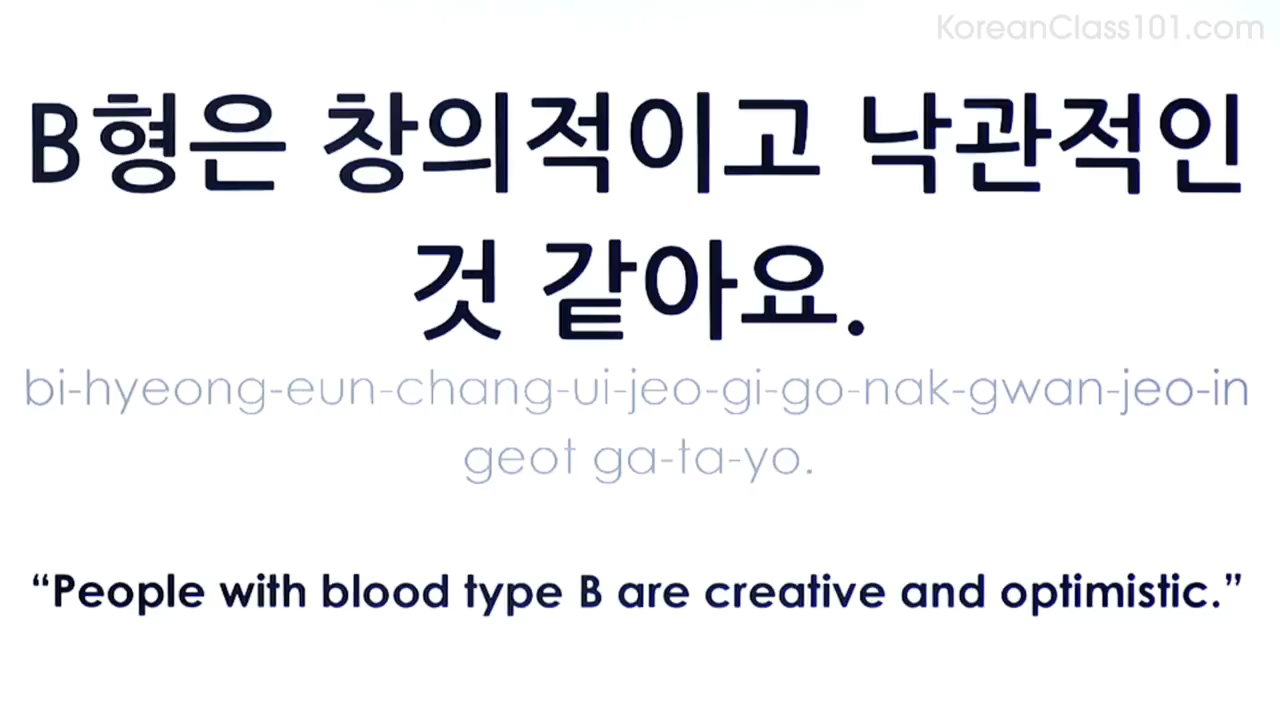 KoreanClass101.com
B형은 창의적이고 낙관적인
것 같아요.
bi-hyeong-eun-chang-ui-jeo-gi-go-nak-gwan-jeo-in
geot ga-ta-yo.
“People with blood type B are creative and optimistic.”